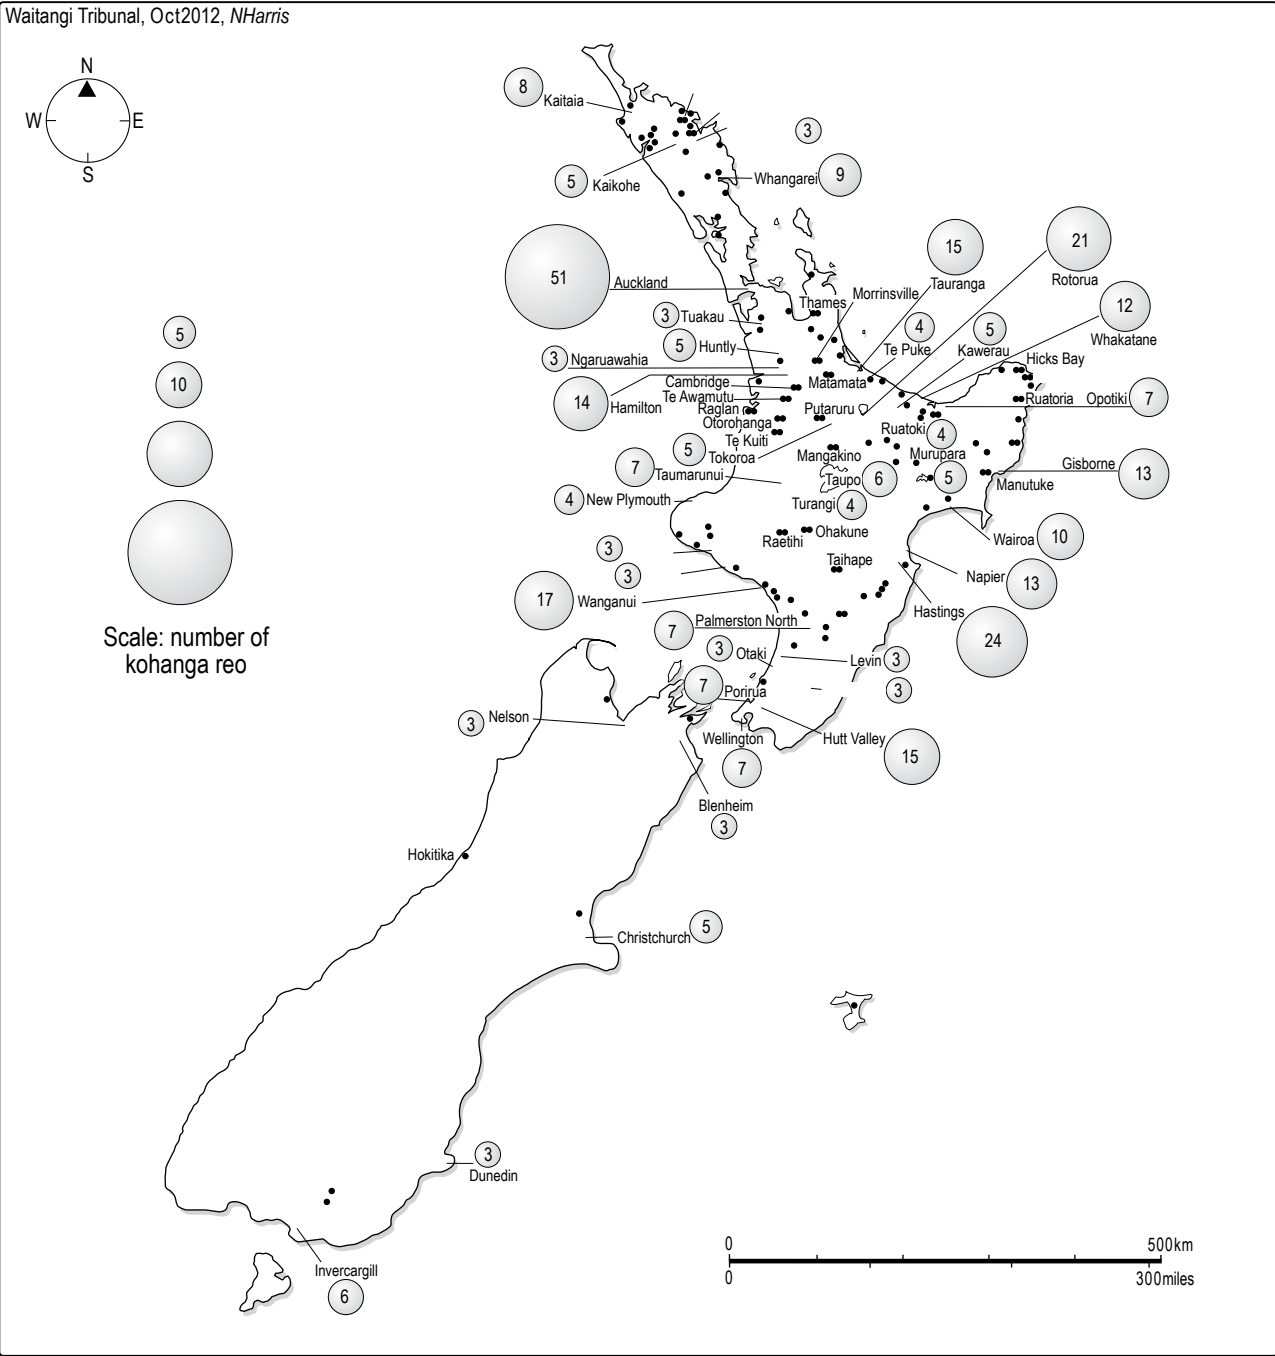 Waitangi Tribunal, Oct2012, NHarris
N
W
E
S
8
Kaitaia
3
5
Kaikohe
Whangarei
9
51
Auckland
15
Tauranga
21
Rotorua
Thames
Morrinsville
3
Tuakau
4
Te Puke
5
Kawerau
12
Whakatane
5
Huntly
3
Ngaruawahia
Hicks Bay
14
Hamilton
Cambridge
Matamata
Te Awamutu
Raglan
Putaruru
Ruatoria
Opotiki
7
Otorohanga
Te Kuiti
Ruatoki
4
5
Tokoroa
Mangakino
Murupara
5
7
Taumarunui
Taupo
6
Gisborne
13
Manutuke
4
New Plymouth
Turangi
4
Raetihi
Ohakune
Wairoa
10
3
3
Taihape
Napier
13
17
Wanganui
Hastings
24
7
Palmerston North
3
Otaki
Levin
3
3
7
Porirua
3
Nelson
Wellington
7
Hutt Valley
15
Blenheim
3
Hokitika
Christchurch
5
3
Dunedin
Invercargill
6
5
10
Scale: number of
kohanga reo
0
500km
0
300miles